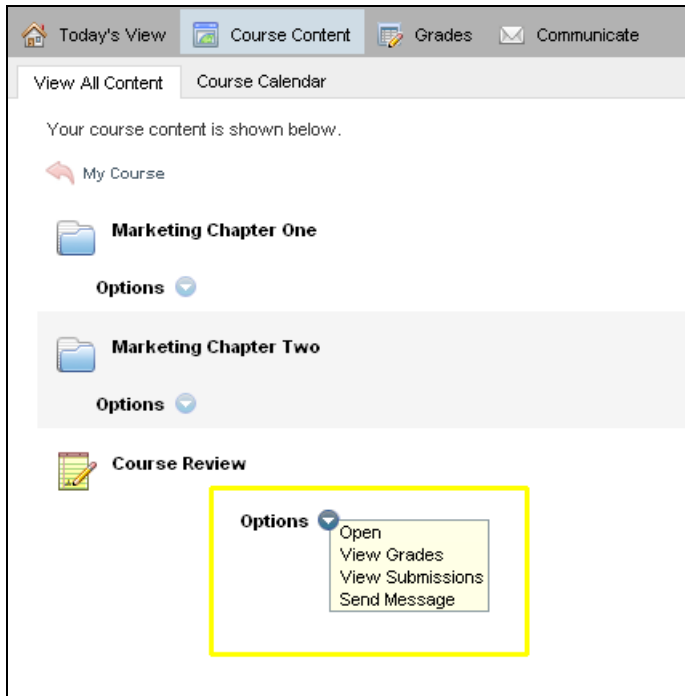 Today's View Course Content Grades Communicate
View All Content Course Calendar
Your course content is shown below.
My Course
Marketing Chapter One
Options
Marketing Chapter Two
Options
Course Review
Options
Open
View Grades
View Submissions
Send Message